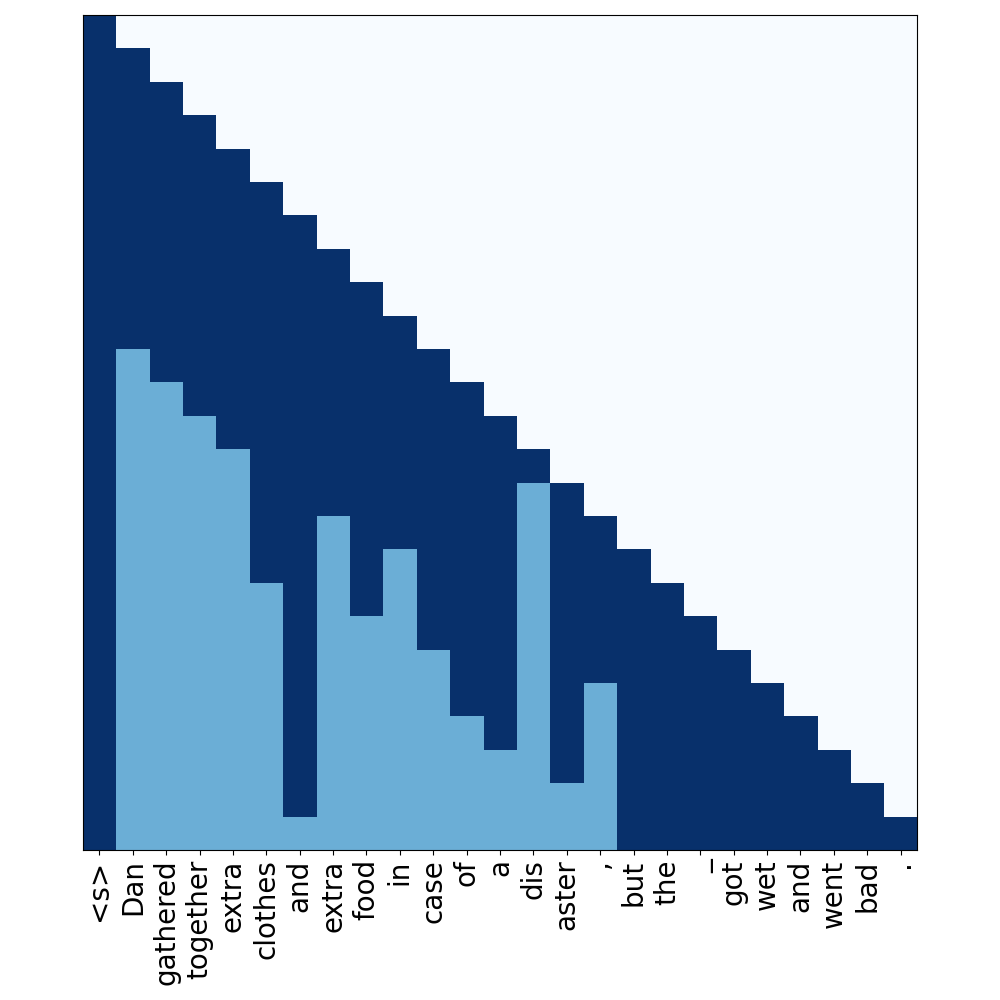 <s> Dan gathered together extra clothes and extra food in case of a dis aster , but the _ got wet and went bad .